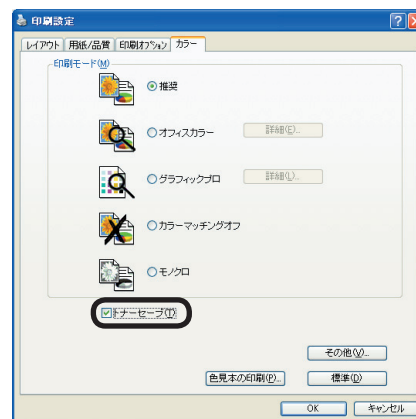 印刷設定
レイアウト 用紙/品質 印刷オプション カラー
印刷モード(M)
推奨
オフィスカラー 詳細(E)...
グラフィックプロ 詳細(L)...
カラーマッチングオフ
モノクロ
トナーセーブ(T)
その他(V)...
色見本の印刷(P)... 標準(D)
OK キャンセル